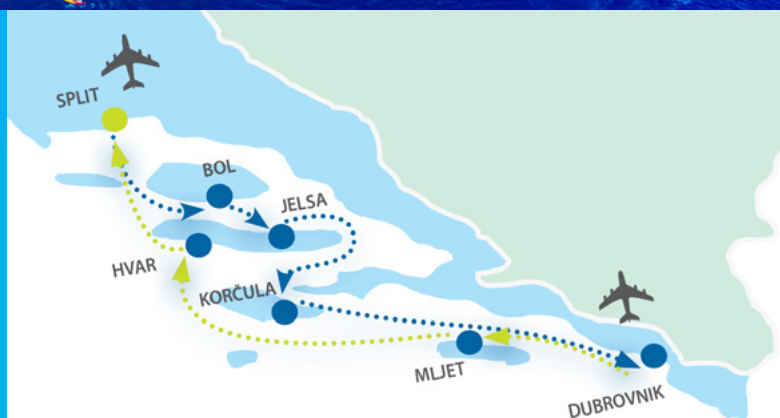 SPLIT
BOL
JELSA
HVAR
KORČULA
MLJET
DUBROVNIK